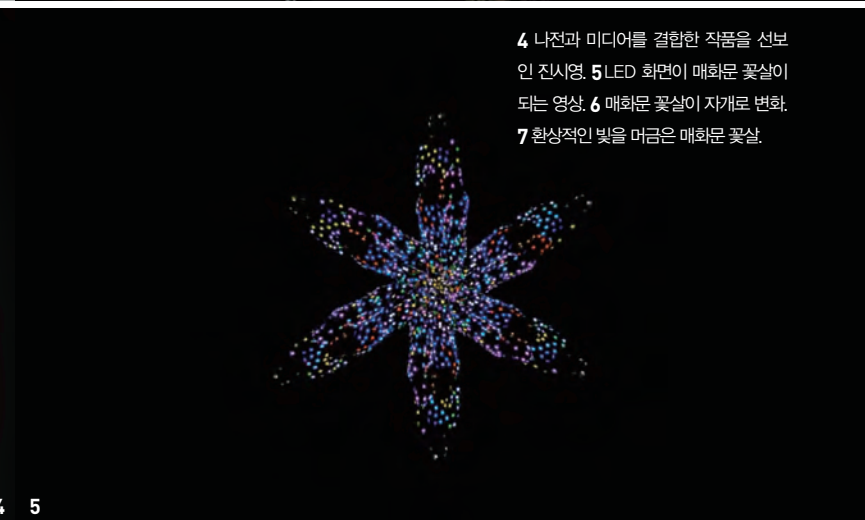 4 나전과 미디어를 결합한 작품을 선보
인 진시영. 5 LED 화면이 매화문 꽃살이
되는 영상. 6 매화문 꽃살이 자개로 변화.
7 환상적인 빛을 머금은 매화문 꽃살.
4 5